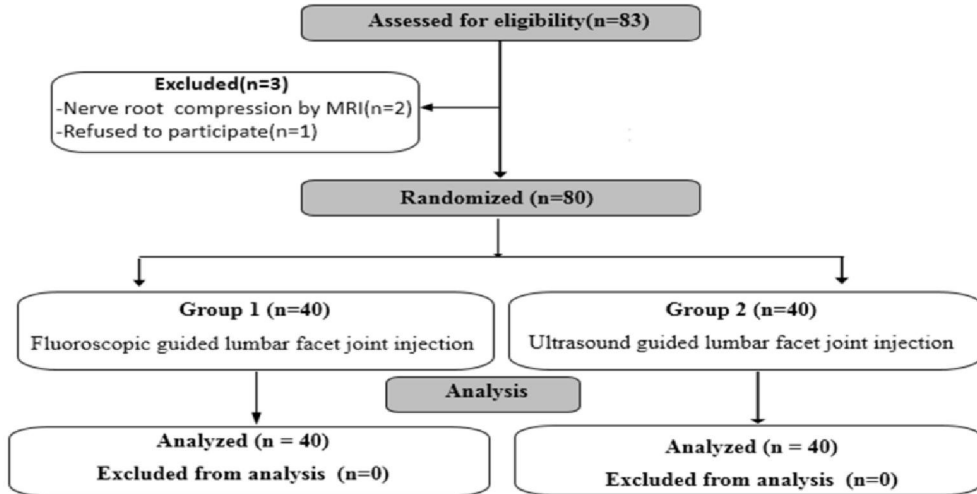 Assessed for eligibility(n=83)
Excluded(n=3)
-Nerve root compression by MRI(n=2)
-Refused to participate(n=1)
Randomized (n=80)
Group 1 (n=40)
Fluoroscopic guided lumbar facet joint injection
Group 2 (n=40)
Ultrasound guided lumbar facet joint injection
Analysis
Analyzed (n = 40)
Excluded from analysis (n=0)
Analyzed (n = 40)
Excluded from analysis (n=0)